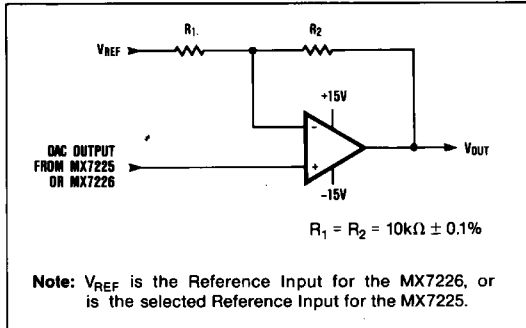 R1.
R2
VREF
+15V
-
DAC OUTPUT
FROM MX7225
OR MX7226
+
VOUT
-15V
R1 = R2 = 10kΩ ± 0.1%
Note: VREF is the Reference Input for the MX7226, or
is the selected Reference Input for the MX7225.